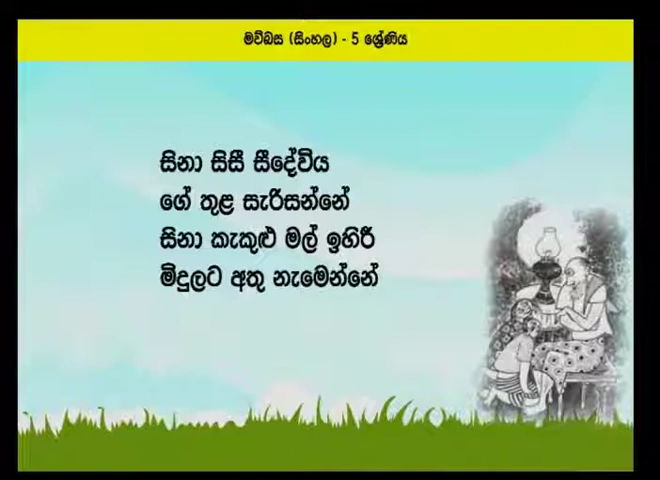 මව්බස (සිංහල) - 5 ශ්‍රේණිය
සිනා සිසී සීදේවිය
ගේ තුළ සැරිසන්නේ
සිනා කැකුළු මල් ඉහිරී
මිදුලට අතු නැමෙන්නේ